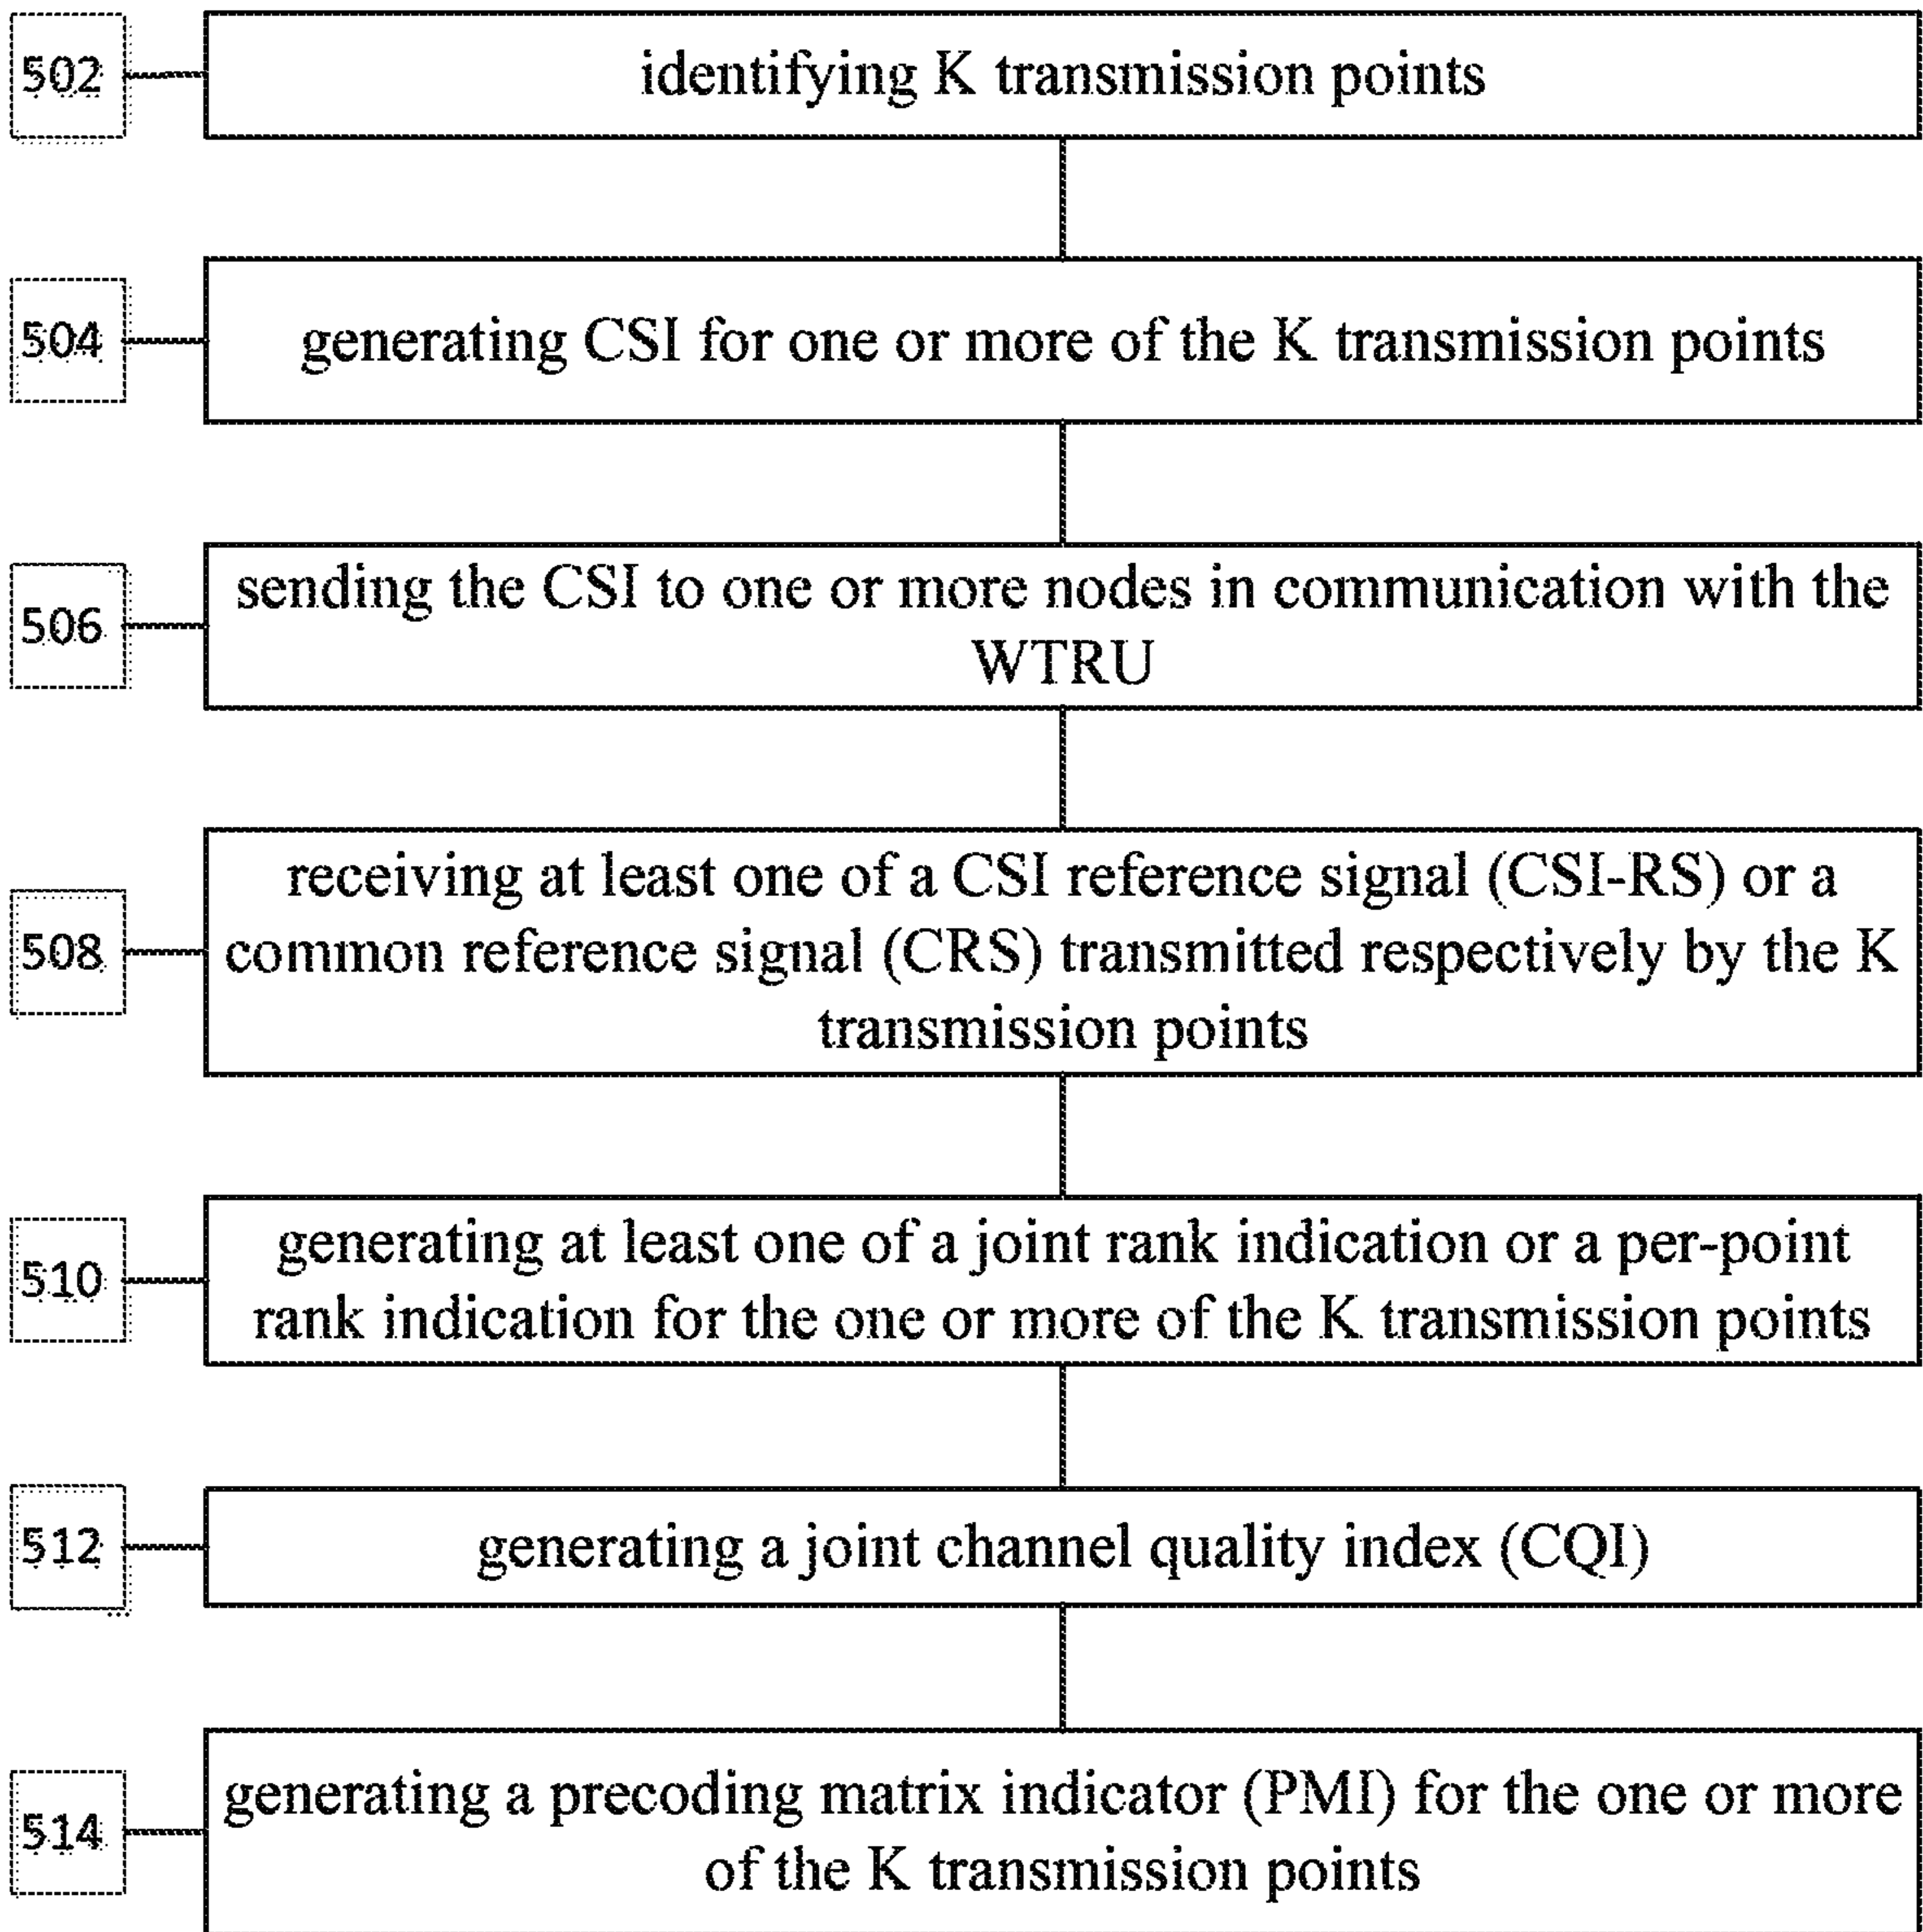 502
identifying K transmission points
504
generating CSI for one or more of the K transmission points
506
sending the CSI to one or more nodes in communication with the
WTRU
508
receiving at least one of a CSI reference signal (CSI-RS) or a
common reference signal (CRS) transmitted respectively by the K
transmission points
510
generating at least one of a joint rank indication or a per-point
rank indication for the one or more of the K transmission points
512
generating a joint channel quality index (CQI)
514
generating a precoding matrix indicator (PMI) for the one or more
of the K transmission points